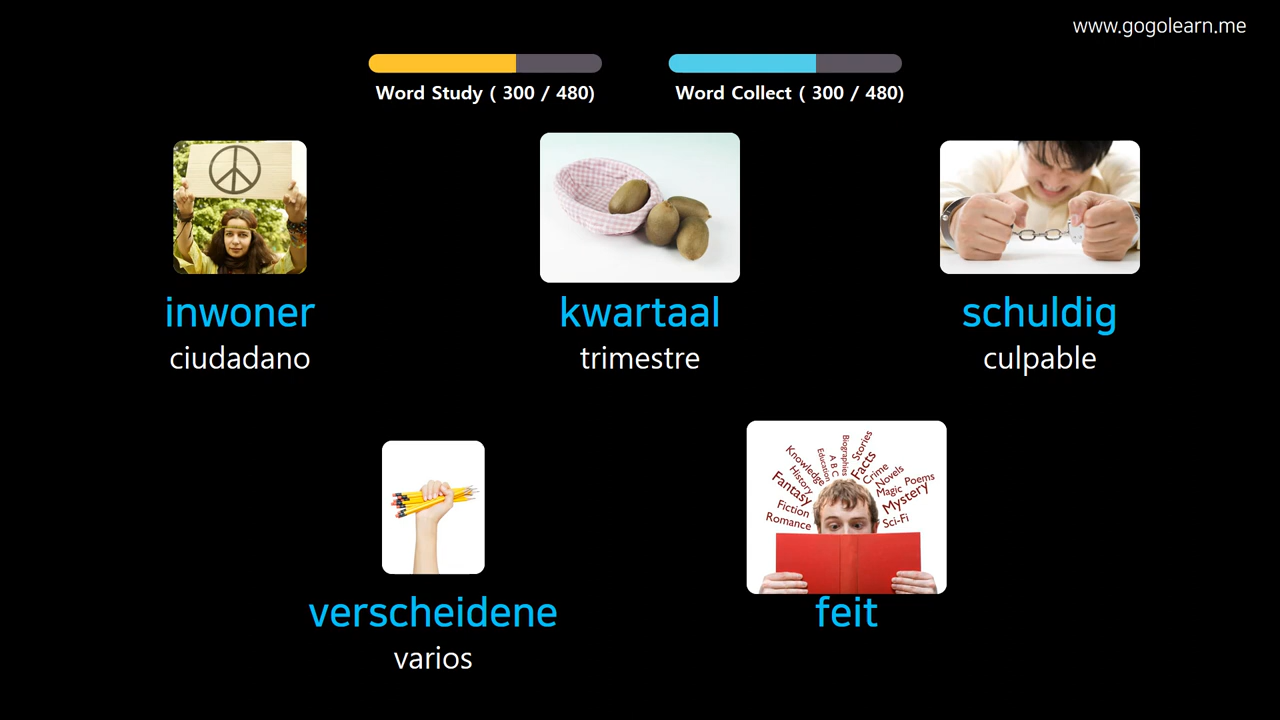 www.gogolearn.me
Word Study ( 300 / 480)
Word Collect ( 300 / 480)
inwoner
ciudadano
kwartaal
trimestre
schuldig
culpable
verscheidene
varios
Knowledge
History
Fantasy
Fiction
Romance
Education
A B C
Biographies
Stories
Facts
Crime
Novels
Magic
Poems
Mystery
Sci-Fi
feit